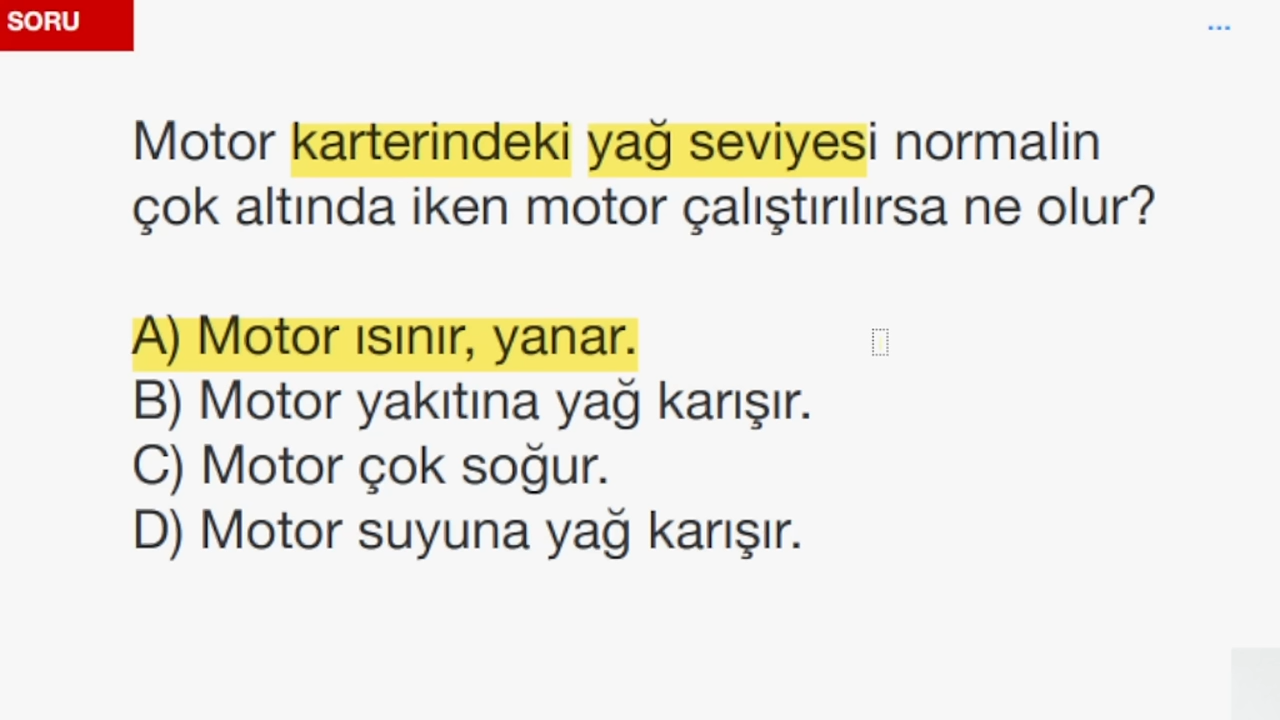 SORU
...
Motor karterindeki yağ seviyesi normalin
çok altında iken motor çalıştırılırsa ne olur?
A) Motor ısınır, yanar.
B) Motor yakıtına yağ karışır.
C) Motor çok soğur.
D) Motor suyuna yağ karışır.